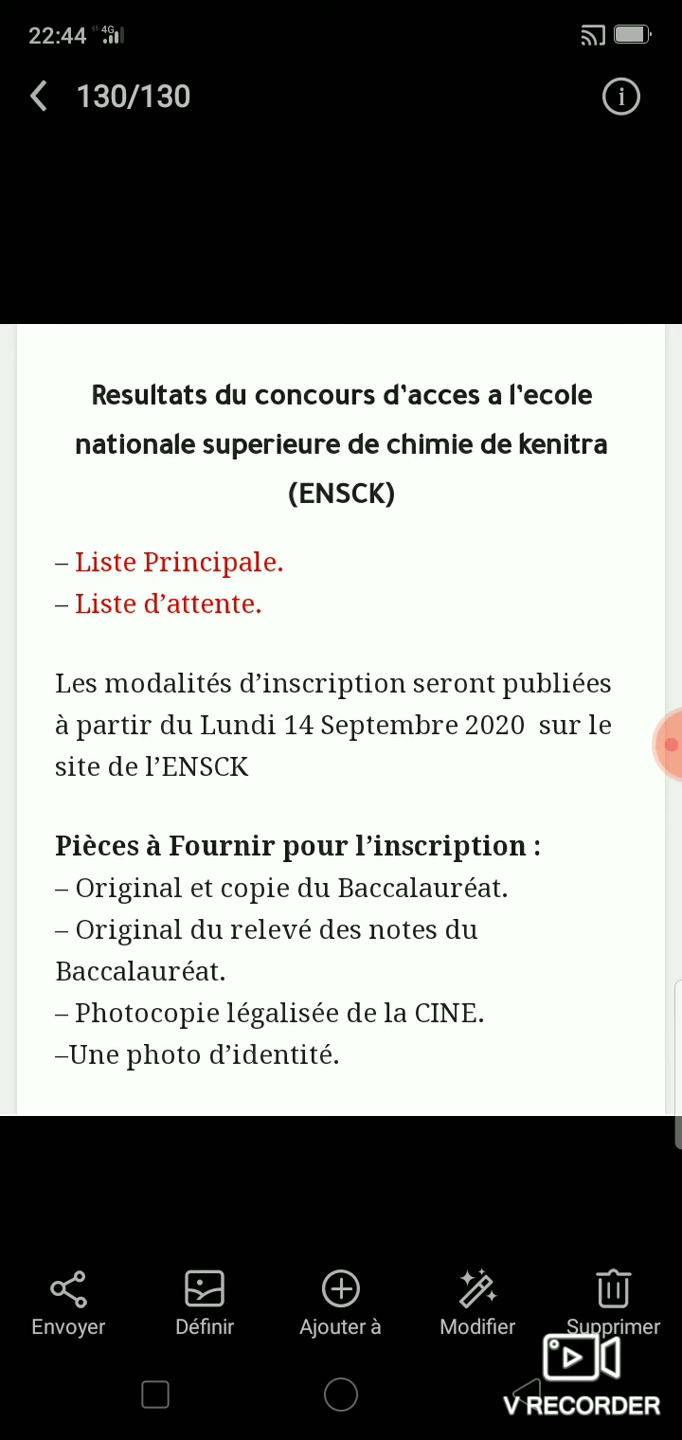 22:44 4G
130/130
Resultats du concours d’acces a l’ecole
nationale superieure de chimie de kenitra
(ENSCK)
– Liste Principale.
– Liste d’attente.
Les modalités d’inscription seront publiées
à partir du Lundi 14 Septembre 2020 sur le
site de l’ENSCK
Pièces à Fournir pour l’inscription :
– Original et copie du Baccalauréat.
– Original du relevé des notes du
Baccalauréat.
– Photocopie légalisée de la CINE.
–Une photo d’identité.
Envoyer Définir Ajouter à Modifier Supprimer
V RECORDER